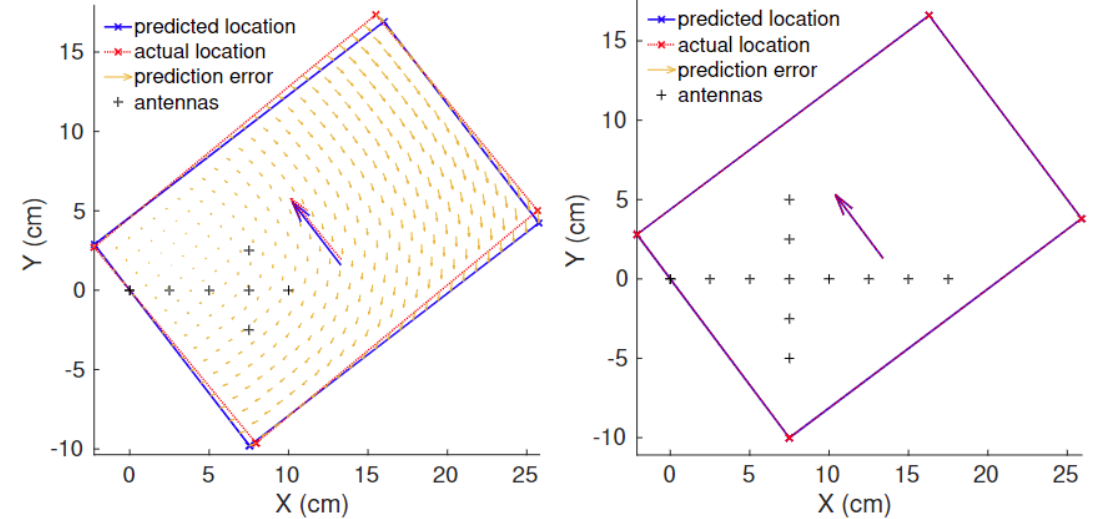 predicted location
actual location
prediction error
antennas
15
10
5
0
-5
-10
Y (cm)
0
5
10
15
20
25
X (cm)
predicted location
actual location
prediction error
antennas
15
10
5
0
-5
-10
Y (cm)
0
5
10
15
20
25
X (cm)